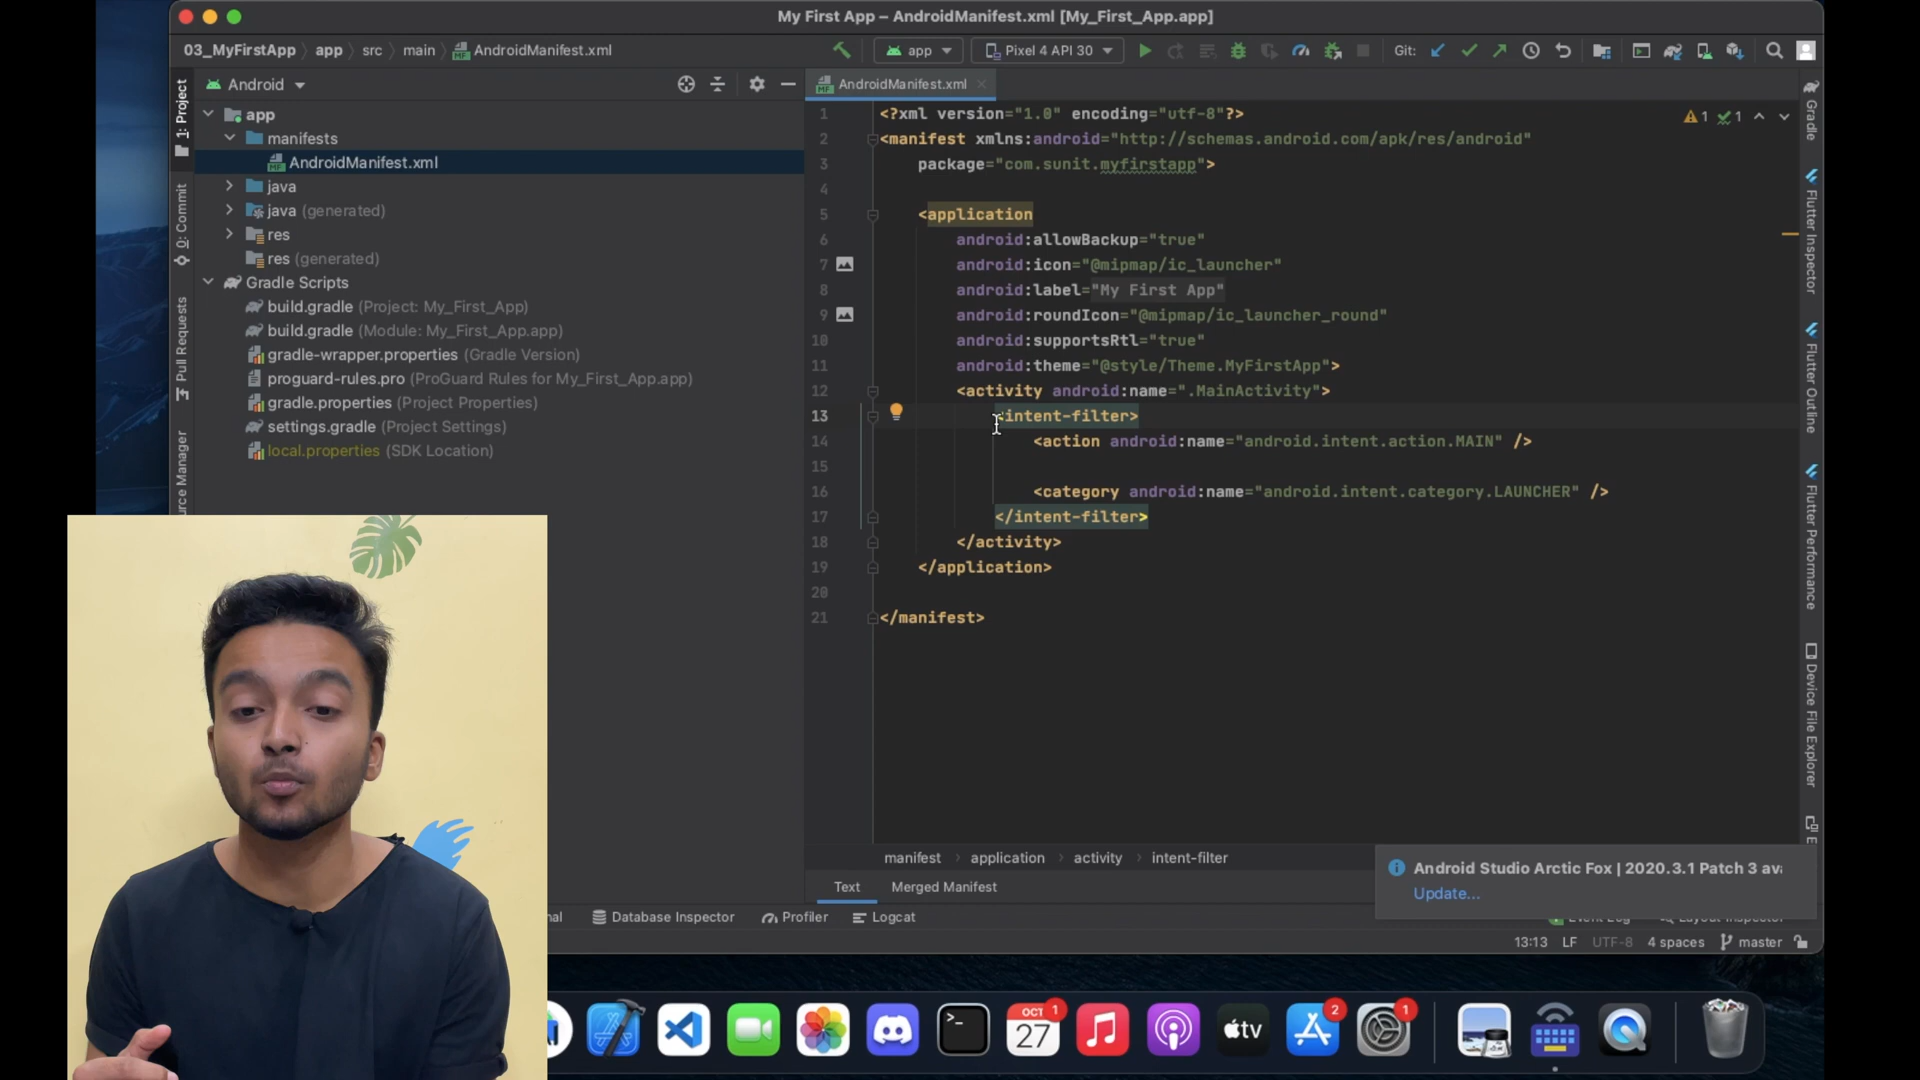 My First App – AndroidManifest.xml [My_First_App.app]
03_MyFirstApp app src main AndroidManifest.xml
app Pixel 4 API 30 Git:
1: Project
0: Commit
Pull Requests
Android
app
manifests
AndroidManifest.xml
java
java (generated)
res
res (generated)
Gradle Scripts
build.gradle (Project: My_First_App)
build.gradle (Module: My_First_App.app)
gradle-wrapper.properties (Gradle Version)
proguard-rules.pro (ProGuard Rules for My_First_App.app)
gradle.properties (Project Properties)
settings.gradle (Project Settings)
local.properties (SDK Location)
AndroidManifest.xml
1 1
1 <?xml version="1.0" encoding="utf-8"?>
2 <manifest xmlns:android="http://schemas.android.com/apk/res/android"
3 package="com.sunit.myfirstapp">
4
5 <application
6 android:allowBackup="true"
7 android:icon="@mipmap/ic_launcher"
8 android:label="My First App"
9 android:roundIcon="@mipmap/ic_launcher_round"
10 android:supportsRtl="true"
11 android:theme="@style/Theme.MyFirstApp">
12 <activity android:name=".MainActivity">
13 <intent-filter>
14 <action android:name="android.intent.action.MAIN" />
15
16 <category android:name="android.intent.category.LAUNCHER" />
17 </intent-filter>
18 </activity>
19 </application>
20
21 </manifest>
Gradle
Flutter Inspector
Flutter Outline
Flutter Performance
Device File Explorer
manifest application activity intent-filter
Text Merged Manifest
Android Studio Arctic Fox | 2020.3.1 Patch 3
Update...
Database Inspector Profiler Logcat
13:13 LF UTF-8 4 spaces master
OCT
27
1
tv
2
1